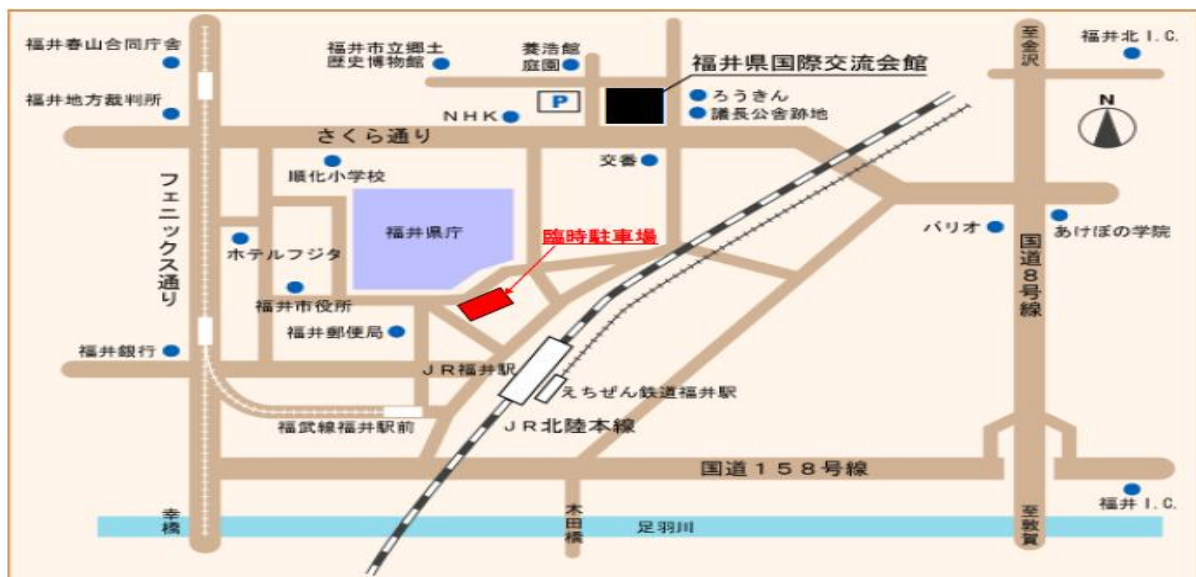 福井春山合同庁舎
福井市立郷土
歴史博物館
養浩館
庭園
福井県国際交流会館
至金沢
福井北I.C.
福井地方裁判所
P
ろうきん
議長公舎跡地
NHK
N
さくら通り
交番
順化小学校
フェニックス通り
福井県庁
臨時駐車場
パリオ
あけぼの学院
ホテルフジタ
国道8号線
福井市役所
福井郵便局
福井銀行
JR福井駅
えちぜん鉄道福井駅
福武線福井駅前
JR北陸本線
国道158号線
福井I.C.
幸橋
木田橋
足羽川
至敦賀